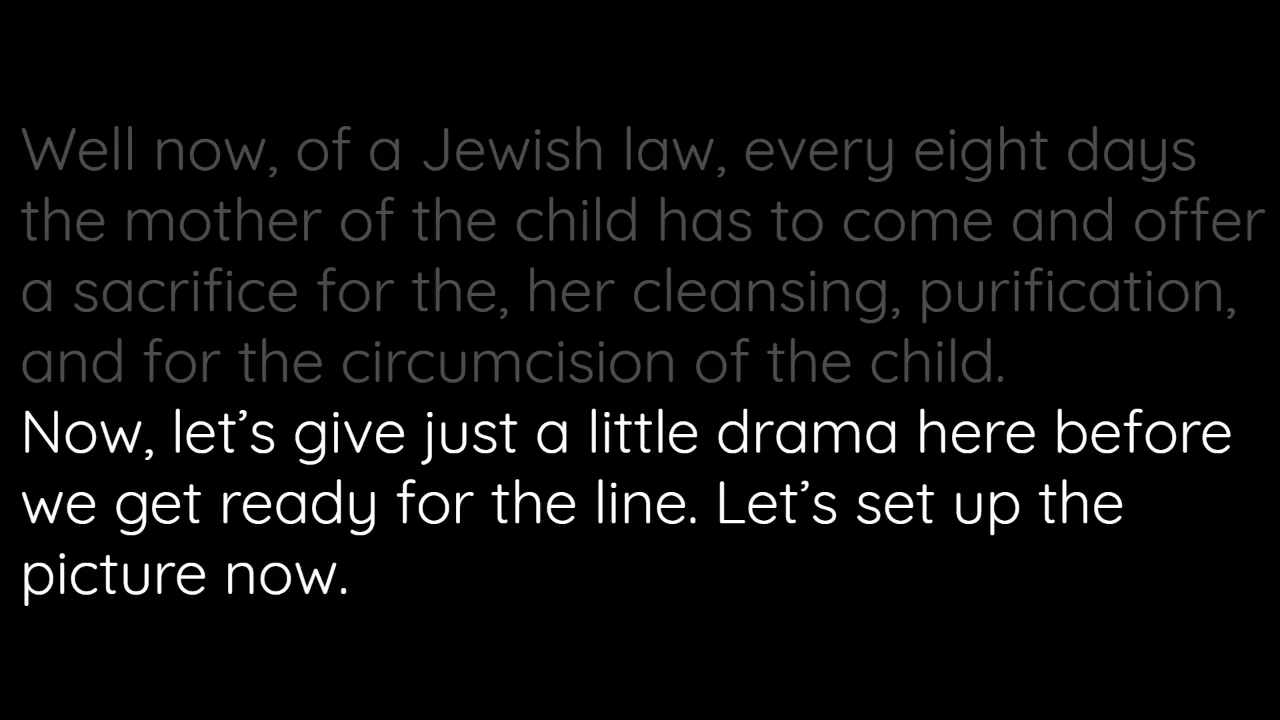 Well now, of a Jewish law, every eight days
the mother of the child has to come and offer
a sacrifice for the, her cleansing, purification,
and for the circumcision of the child.
Now, let’s give just a little drama here before
we get ready for the line. Let’s set up the
picture now.